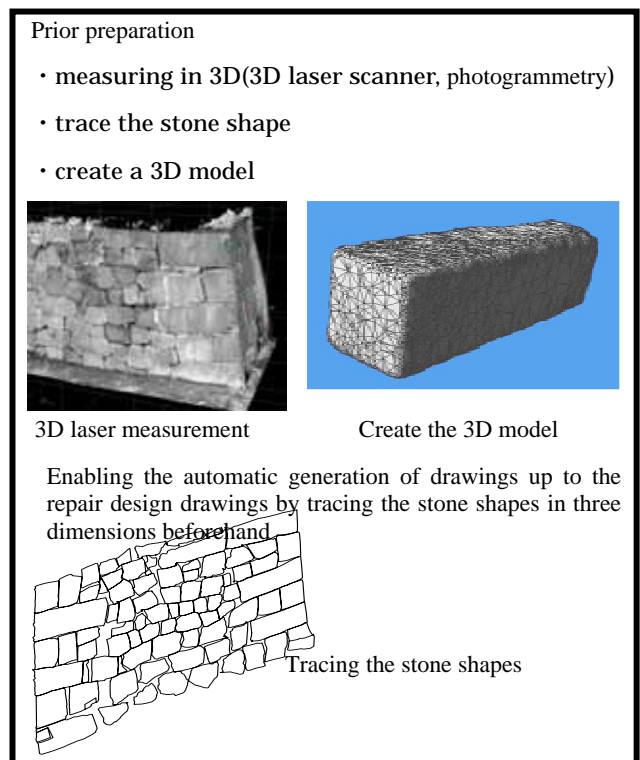 Prior preparation
・measuring in 3D(3D laser scanner, photogrammetry)
・trace the stone shape
・create a 3D model
3D laser measurement
Create the 3D model
Enabling the automatic generation of drawings up to the
repair design drawings by tracing the stone shapes in three
dimensions beforehand
Tracing the stone shapes